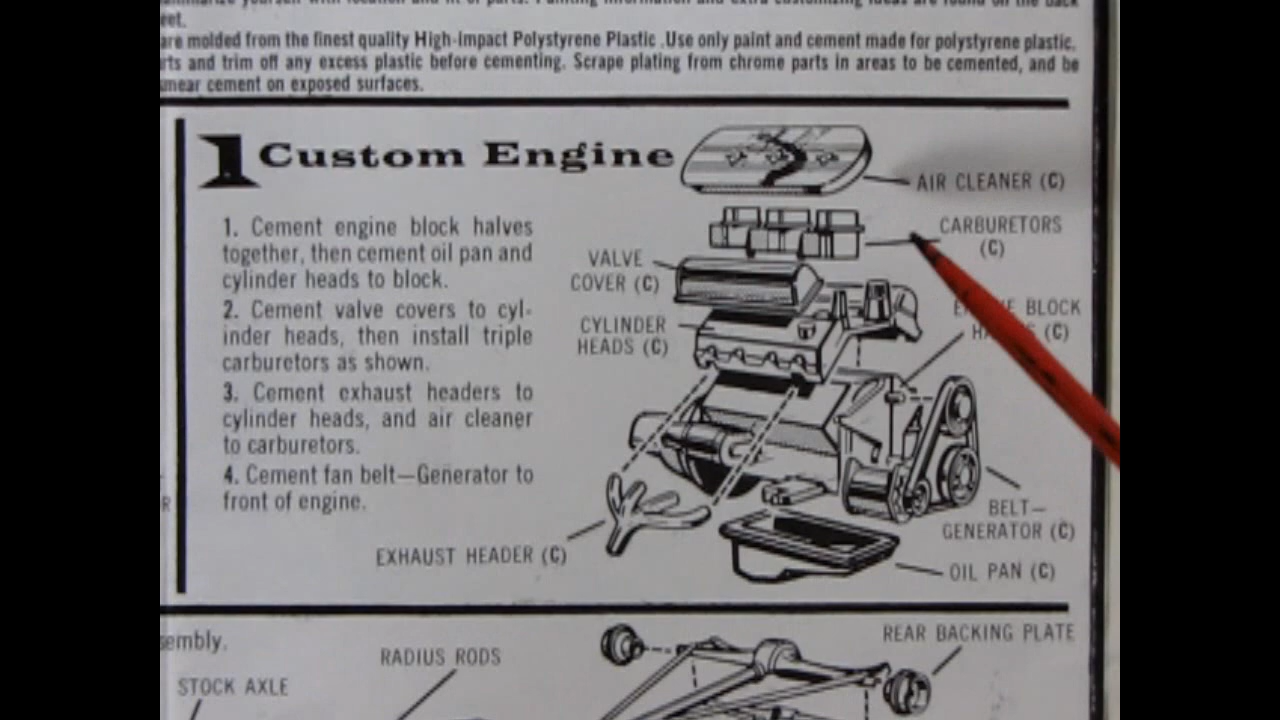 eet.
are molded from the finest quality High-Impact Polystyrene Plastic .Use only paint and cement made for polystyrene plastic.
rts and trim off any excess plastic before cementing. Scrape plating from chrome parts in areas to be cemented, and be
mear cement on exposed surfaces.
1 Custom Engine
1. Cement engine block halves
together, then cement oil pan and
cylinder heads to block.
2. Cement valve covers to cyl-
inder heads, then install triple
carburetors as shown.
3. Cement exhaust headers to
cylinder heads, and air cleaner
to carburetors.
4. Cement fan belt—Generator to
front of engine.
AIR CLEANER (C)
CARBURETORS
(C)
VALVE
COVER (C)
CYLINDER
HEADS (C)
BLOCK
(C)
BELT—
GENERATOR (C)
EXHAUST HEADER (C)
OIL PAN (C)
sembly.
RADIUS RODS
STOCK AXLE
REAR BACKING PLATE